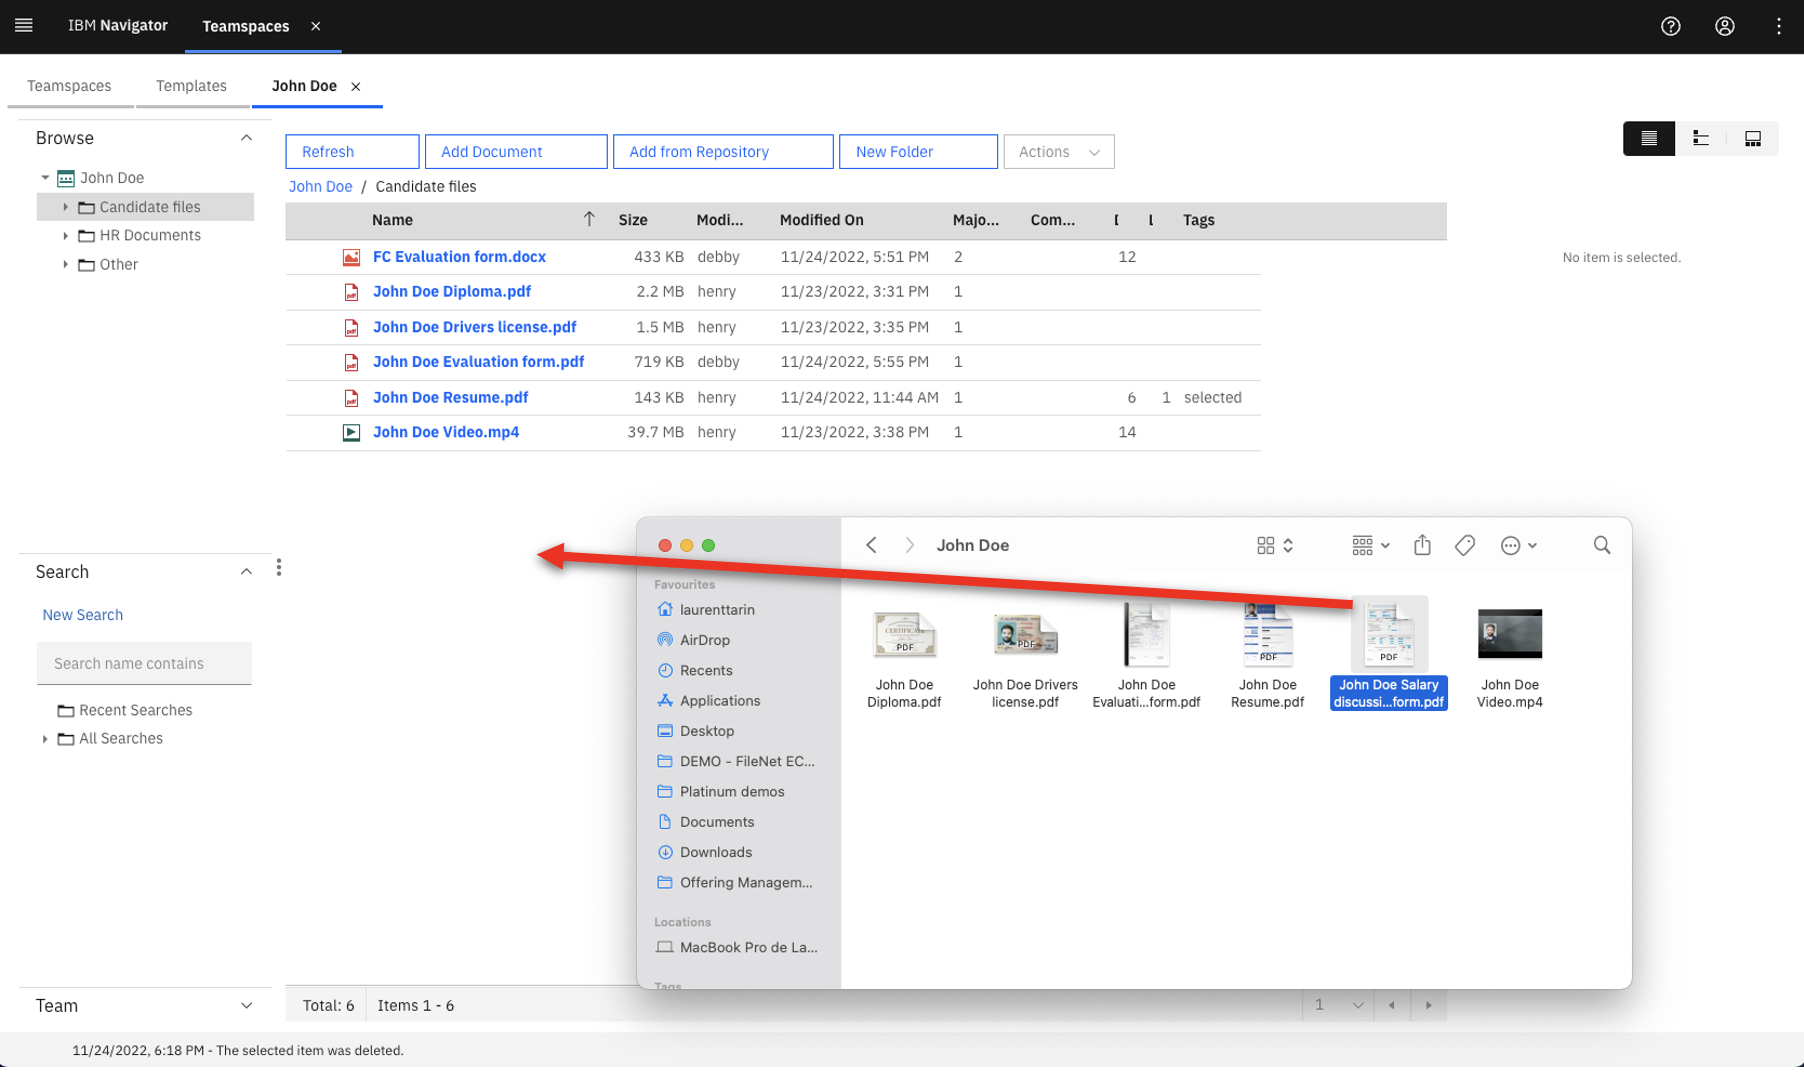 IBM Navigator
Teamspaces
Teamspaces
Templates
John Doe
Browse
John Doe
Candidate files
HR Documents
Other
Refresh
Add Document
Add from Repository
New Folder
Actions
John Doe / Candidate files
Name Size Modi... Modified On Majo... Com... Tags
FC Evaluation form.docx 433 KB debby 11/24/2022, 5:51 PM 2 12
John Doe Diploma.pdf 2.2 MB henry 11/23/2022, 3:31 PM 1
John Doe Drivers license.pdf 1.5 MB henry 11/23/2022, 3:35 PM 1
John Doe Evaluation form.pdf 719 KB debby 11/24/2022, 5:55 PM 1
John Doe Resume.pdf 143 KB henry 11/24/2022, 11:44 AM 1 6 1 selected
John Doe Video.mp4 39.7 MB henry 11/23/2022, 3:38 PM 1 14
No item is selected.
Search
New Search
Search name contains
Recent Searches
All Searches
Team
John Doe
Favourites
laurenttarin
AirDrop
Recents
Applications
Desktop
DEMO - FileNet EC...
Platinum demos
Documents
Downloads
Offering Managem...
Locations
MacBook Pro de La...
Tags
CERTIFICATE
PDF
John Doe
Diploma.pdf
PDF
John Doe Drivers
license.pdf
John Doe
Evaluati...form.pdf
PDF
John Doe
Resume.pdf
PDF
John Doe Salary
discussi...form.pdf
John Doe
Video.mp4
Total: 6
Items 1 - 6
1
11/24/2022, 6:18 PM - The selected item was deleted.